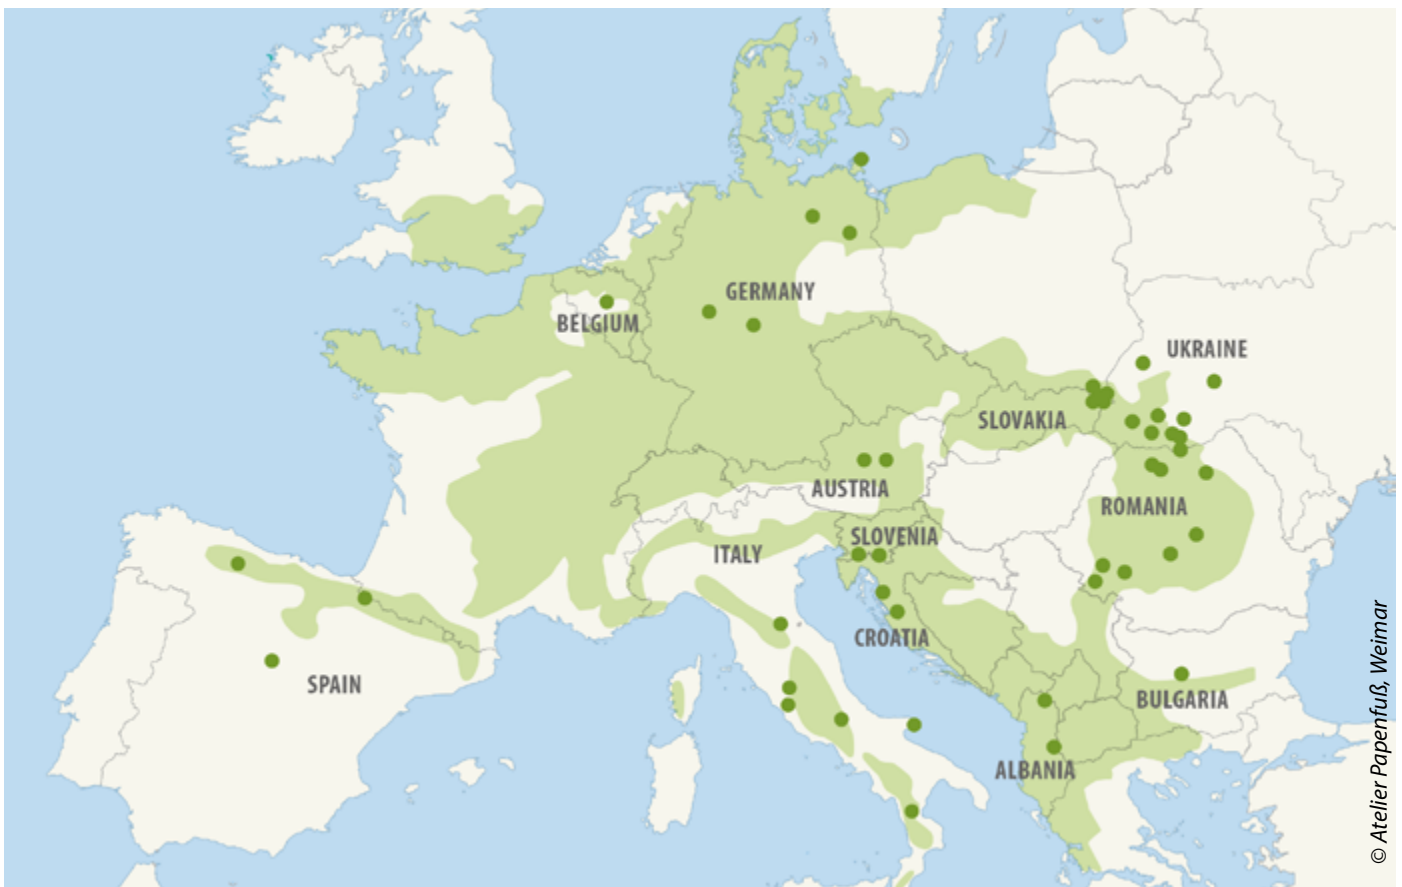 GERMANY
BELGIUM
UKRAINE
SLOVAKIA
AUSTRIA
ROMANIA
SLOVENIA
ITALY
CROATIA
SPAIN
BULGARIA
ALBANIA
© Atelier Papenfuß, Weimar